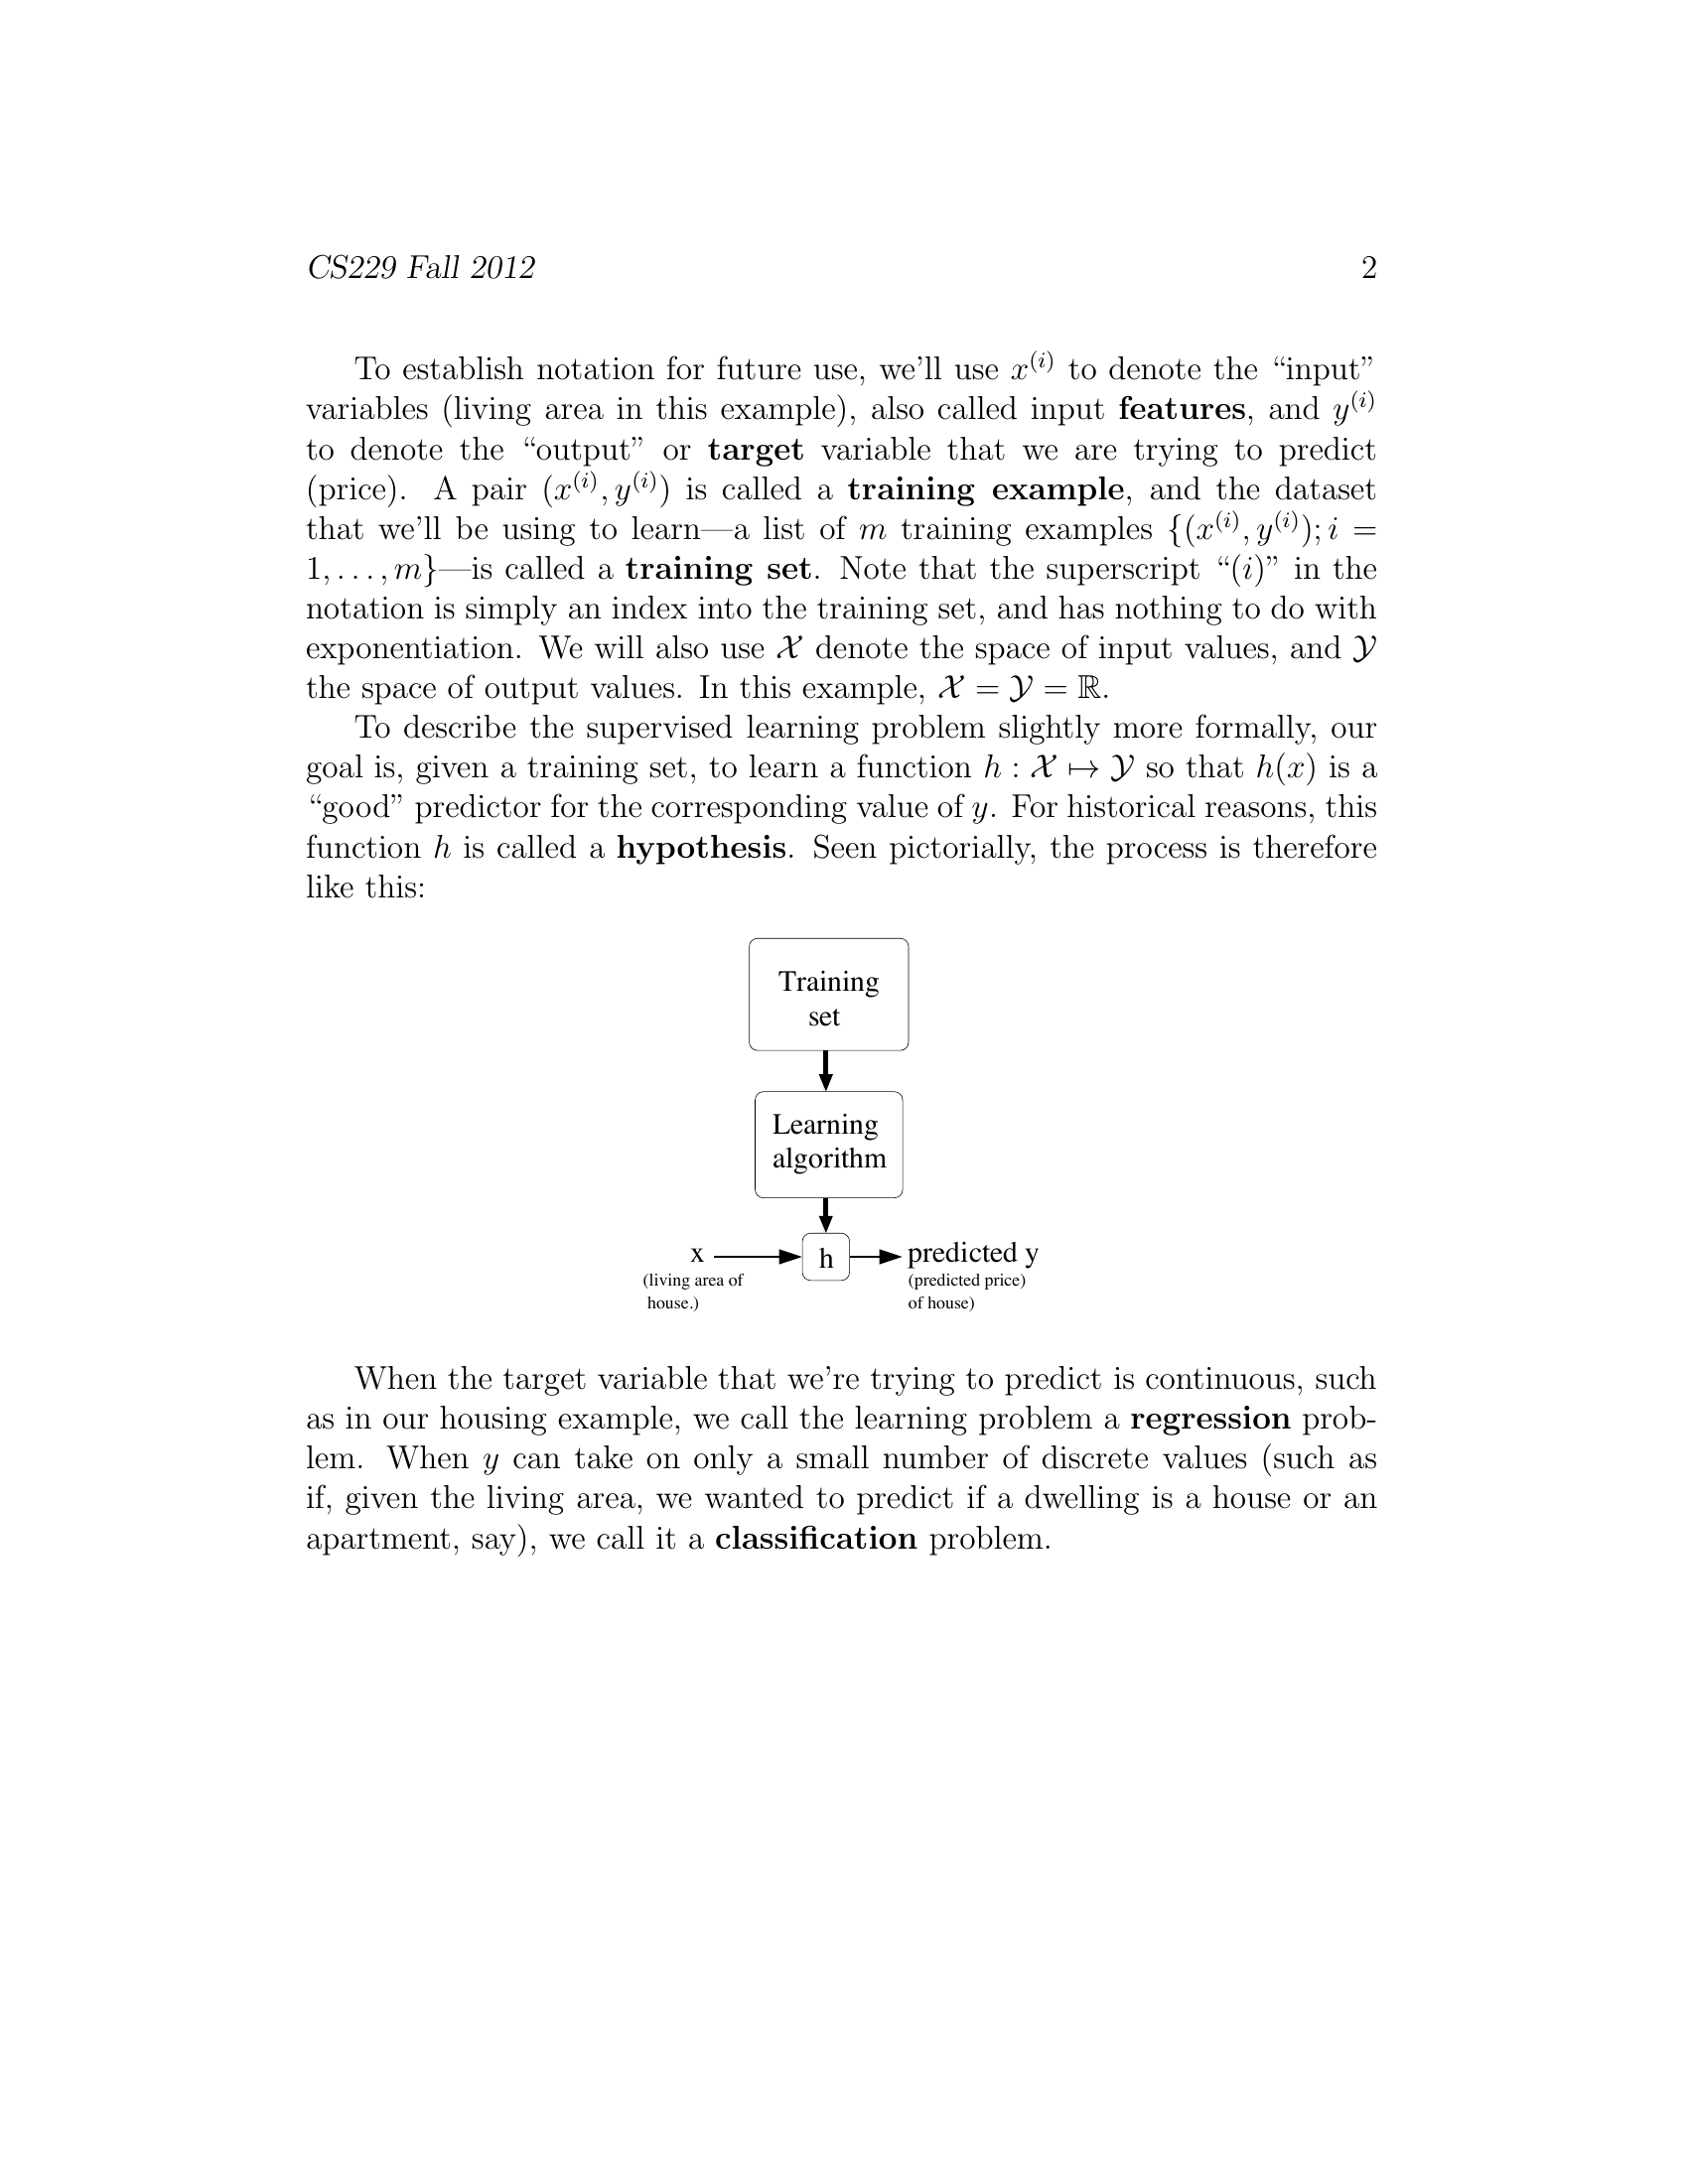 CS229 Fall 2012 2
To establish notation for future use, we'll use x^(i) to denote the “input”
variables (living area in this example), also called input features, and y^(i)
to denote the “output” or target variable that we are trying to predict
(price). A pair (x^(i), y^(i)) is called a training example, and the dataset
that we'll be using to learn—a list of m training examples {(x^(i), y^(i)); i =
1, . . . , m}—is called a training set. Note that the superscript “(i)” in the
notation is simply an index into the training set, and has nothing to do with
exponentiation. We will also use 𝒳 denote the space of input values, and 𝒴
the space of output values. In this example, 𝒳 = 𝒴 = ℝ.
To describe the supervised learning problem slightly more formally, our
goal is, given a training set, to learn a function h : 𝒳 ↦ 𝒴 so that h(x) is a
“good” predictor for the corresponding value of y. For historical reasons, this
function h is called a hypothesis. Seen pictorially, the process is therefore
like this:
Training
set
Learning
algorithm
x h predicted y
(living area of (predicted price)
house.) of house)
When the target variable that we're trying to predict is continuous, such
as in our housing example, we call the learning problem a regression prob-
lem. When y can take on only a small number of discrete values (such as
if, given the living area, we wanted to predict if a dwelling is a house or an
apartment, say), we call it a classification problem.